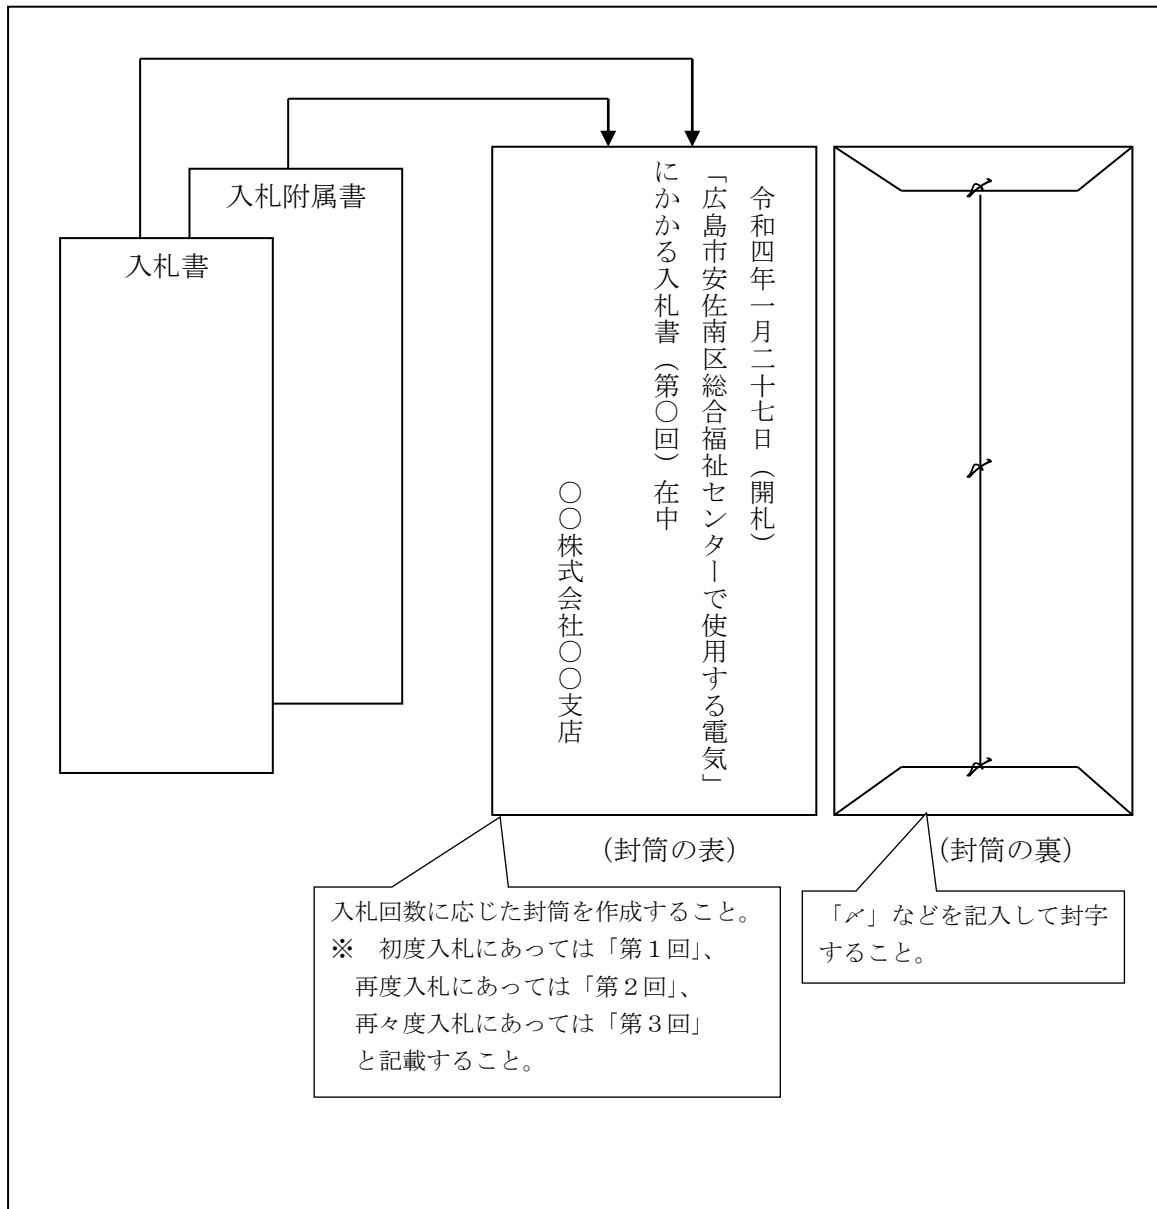 入札附属書
入札書
令和四年一月二十七日（開札）
「広島市安佐南区総合福祉センターで使用する電気」
にかかる入札書（第〇回）在中
〇〇株式会社〇〇支店
（封筒の表）
（封筒の裏）
入札回数に応じた封筒を作成すること。
※　初度入札にあっては「第１回」、
再度入札にあっては「第２回」、
再々度入札にあっては「第３回」
と記載すること。
「〆」などを記入して封字
すること。
〆
〆
〆